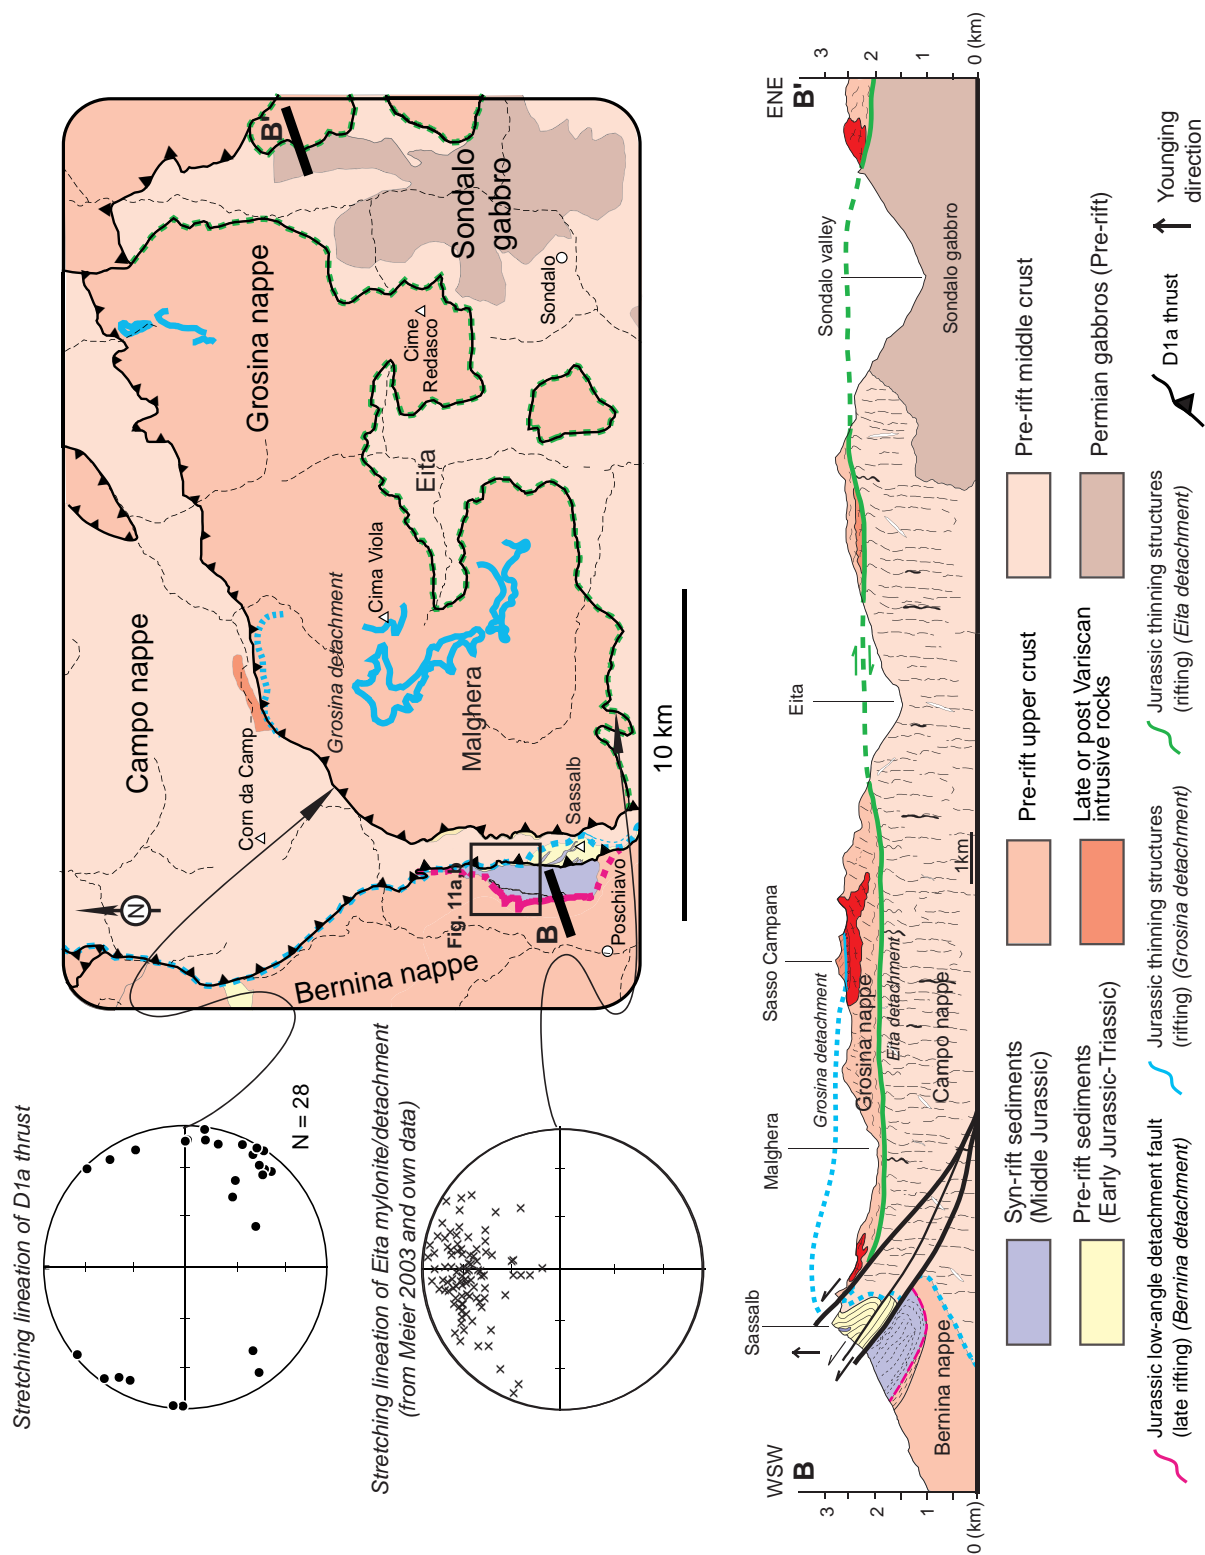 Stretching lineation of D1a thrust
N = 28
Stretching lineation of Eita mylonite/detachment
(from Meier 2003 and own data)
N
Campo nappe
Corn da Camp
Grosina nappe
Grosina detachment
Cima Viola
Eita
Cime
Redasco
Malghera
Sassalb
Sondalo
gabbro
Sondalo
B'
B
Fig. 11a,b
Bernina nappe
Poschiavo
10 km
WSW
B
ENE
B'
3
2
1
0 (km)
3
2
1
0 (km)
Sassalb
Malghera
Sasso Campana
Eita
Sondalo valley
Grosina detachment
Grosina nappe
Eita detachment
Campo nappe
Bernina nappe
Sondalo gabbro
1km
Syn-rift sediments
(Middle Jurassic)
Pre-rift upper crust
Pre-rift middle crust
Pre-rift sediments
(Early Jurassic-Triassic)
Late or post Variscan
intrusive rocks
Permian gabbros (Pre-rift)
Jurassic low-angle detachment fault
(late rifting) (Bernina detachment)
Jurassic thinning structures
(rifting) (Grosina detachment)
Jurassic thinning structures
(rifting) (Eita detachment)
D1a thrust
Younging
direction